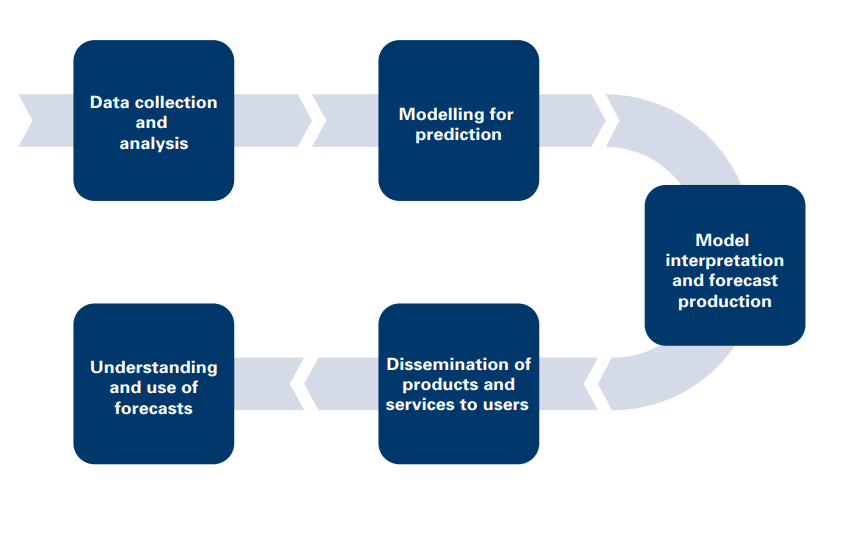 Data collection
and
analysis
Modelling for
prediction
Model
interpretation
and forecast
production
Dissemination of
products and
services to users
Understanding
and use of
forecasts